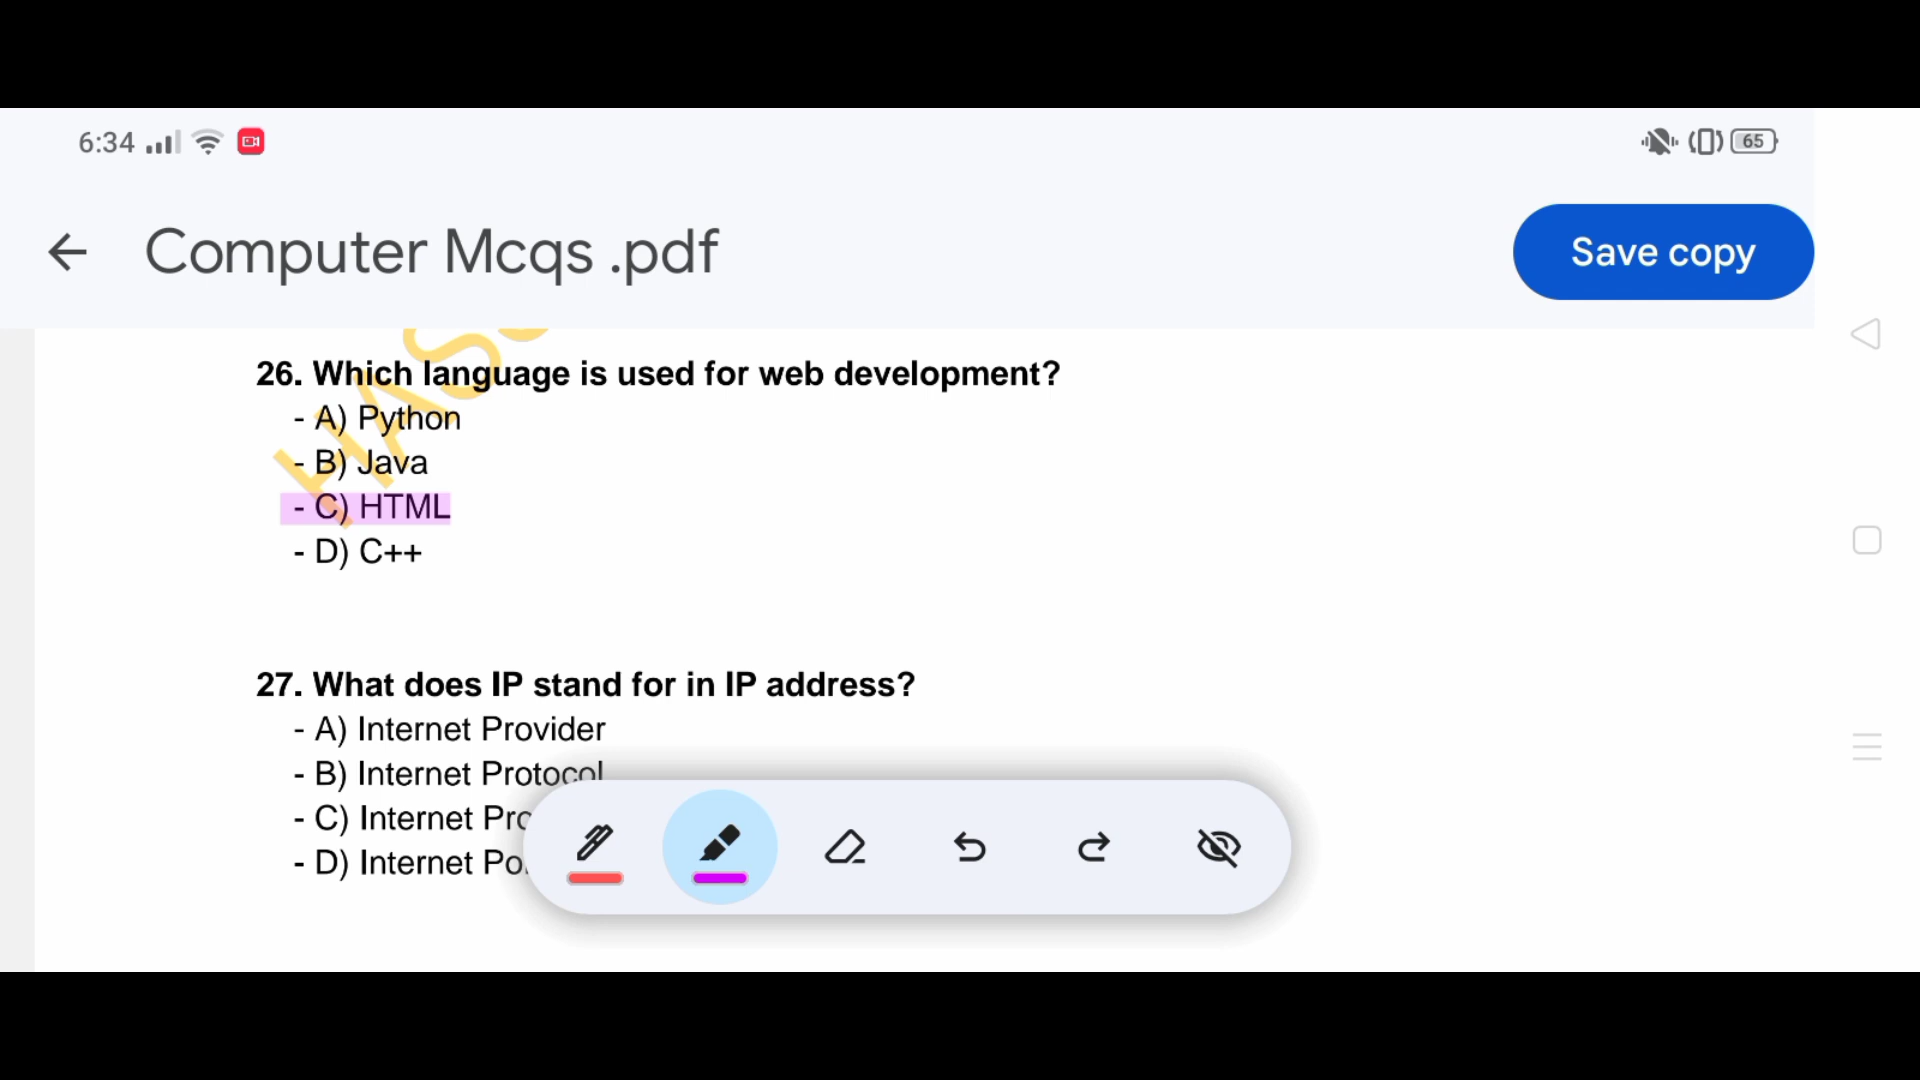 6:34
65
Computer Mcqs .pdf
Save copy
26. Which language is used for web development?
- A) Python
- B) Java
- C) HTML
- D) C++
27. What does IP stand for in IP address?
- A) Internet Provider
- B) Internet Protocol
- C) Internet
- D) Internet